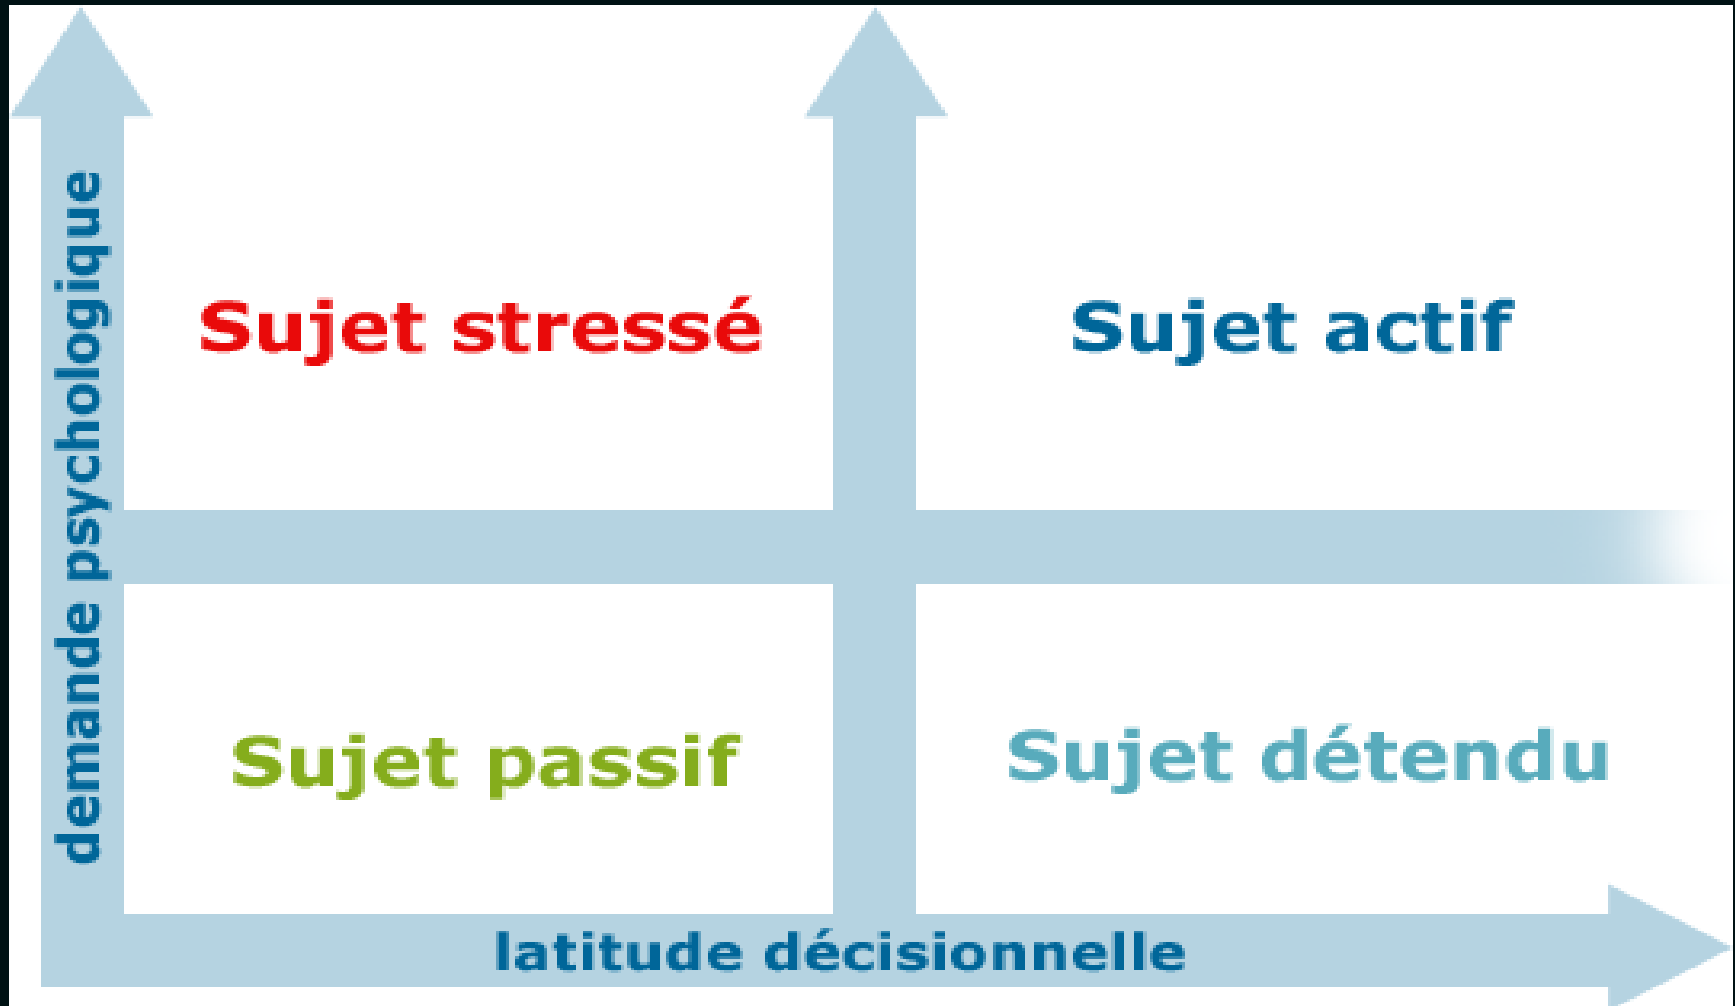 demande psychologique
Sujet stressé
Sujet actif
Sujet passif
Sujet détendu
latitude décisionnelle